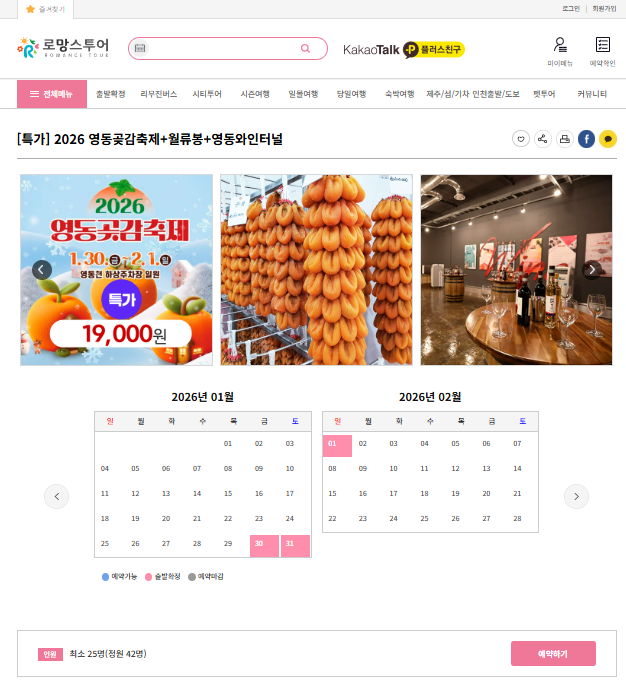 즐겨찾기
로그인 | 회원가입
로망스투어
ROMANCE TOUR
KakaoTalk P 플러스친구
마이메뉴 예약확인
전체메뉴 출발확정 리무진버스 시티투어 시즌여행 일몰여행 당일여행 숙박여행 제주/섬/기차 인천출발/도보 펫투어 커뮤니티
[특가] 2026 영동곶감축제+월류봉+영동와인터널
2026
영동곶감축제
1. 30. 금 ~ 2. 1. 일
영동천 하상주차장 일원
특가
19,000원
2026년 01월
일 월 화 수 목 금 토
01 02 03
04 05 06 07 08 09 10
11 12 13 14 15 16 17
18 19 20 21 22 23 24
25 26 27 28 29 30 31
2026년 02월
일 월 화 수 목 금 토
01 02 03 04 05 06 07
08 09 10 11 12 13 14
15 16 17 18 19 20 21
22 23 24 25 26 27 28
예약가능 출발확정 예약마감
인원 최소 25명(정원 42명)
예약하기